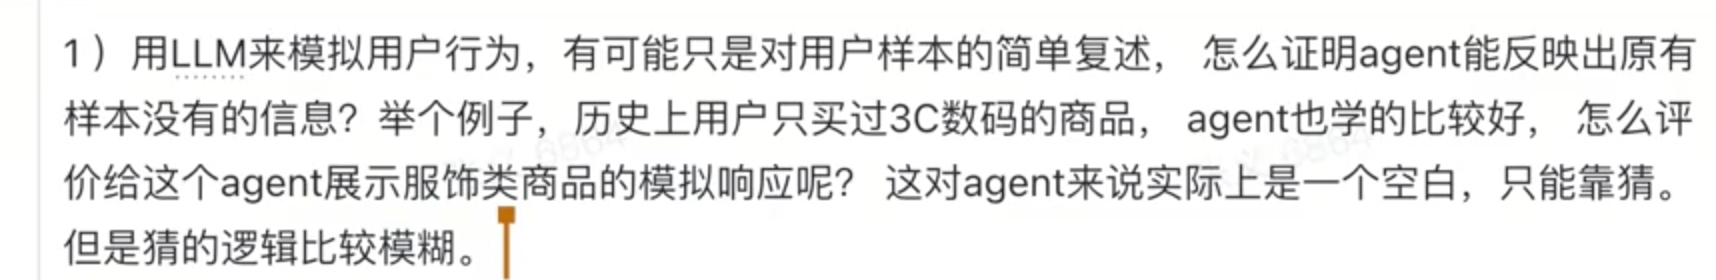 1）用LLM来模拟用户行为，有可能只是对用户样本的简单复述， 怎么证明agent能反映出原有
样本没有的信息？举个例子，历史上用户只买过3C数码的商品， agent也学的比较好， 怎么评
价给这个agent展示服饰类商品的模拟响应呢？ 这对agent来说实际上是一个空白，只能靠猜。
但是猜的逻辑比较模糊。